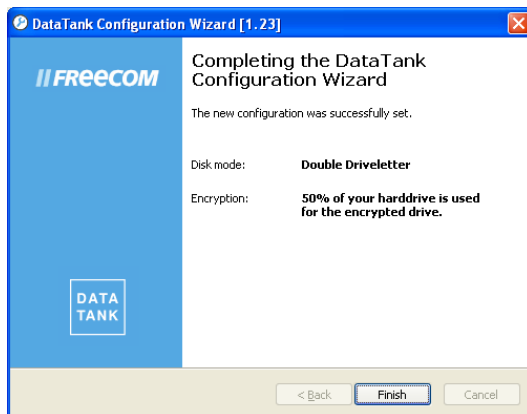 DataTank Configuration Wizard [1.23]
FREECOM
Completing the DataTank
Configuration Wizard
The new configuration was successfully set.
Disk mode: Double Driveletter
Encryption: 50% of your harddrive is used
for the encrypted drive.
DATA
TANK
< Back Finish Cancel